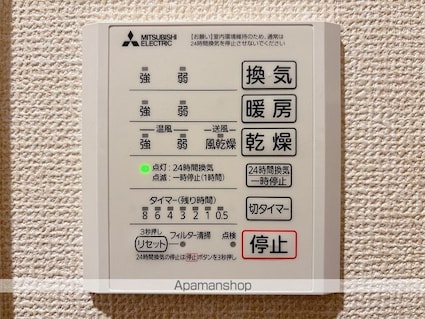 MITSUBISHI ELECTRIC
【お願い】室内環境維持のため、通常は
24時間換気を停止させないでください
強 弱 換気
強 弱 暖房
温風 送風
強 弱 風乾燥 乾燥
点灯:24時間換気
点滅:一時停止(1時間)
24時間換気
一時停止
タイマー(残り時間)
8 6 4 3 2 1 0.5
切タイマー
3秒押し
リセット フィルター清掃 点検
停止
24時間換気の停止は停止ボタンを3秒押し
Apamanshop